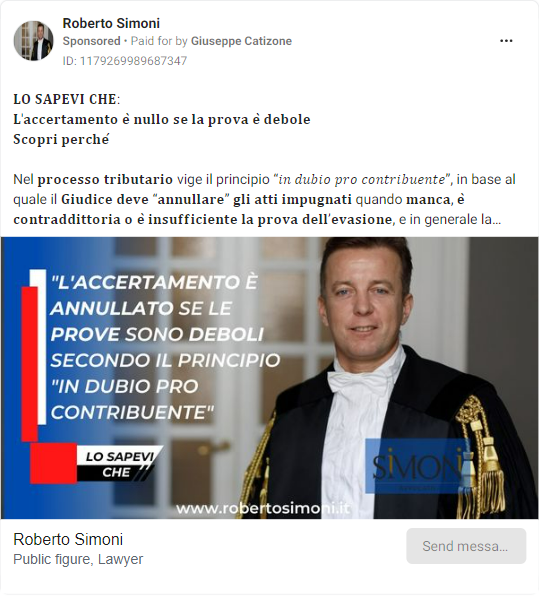 Roberto Simoni
Sponsored • Paid for by Giuseppe Catizone
ID: 1179269989687347
LO SAPEVI CHE:
L'accertamento è nullo se la prova è debole
Scopri perché
Nel processo tributario vige il principio “in dubio pro contribuente”, in base al
quale il Giudice deve “annullare” gli atti impugnati quando manca, è
contraddittoria o è insufficiente la prova dell'evasione, e in generale la...
"L'ACCERTAMENTO È
ANNULLATO SE LE
PROVE SONO DEBOLI
SECONDO IL PRINCIPIO
"IN DUBIO PRO
CONTRIBUENTE"
LO SAPEVI
CHE
SIMONI
www.robertosimoni.it
Roberto Simoni
Public figure, Lawyer
Send messa...